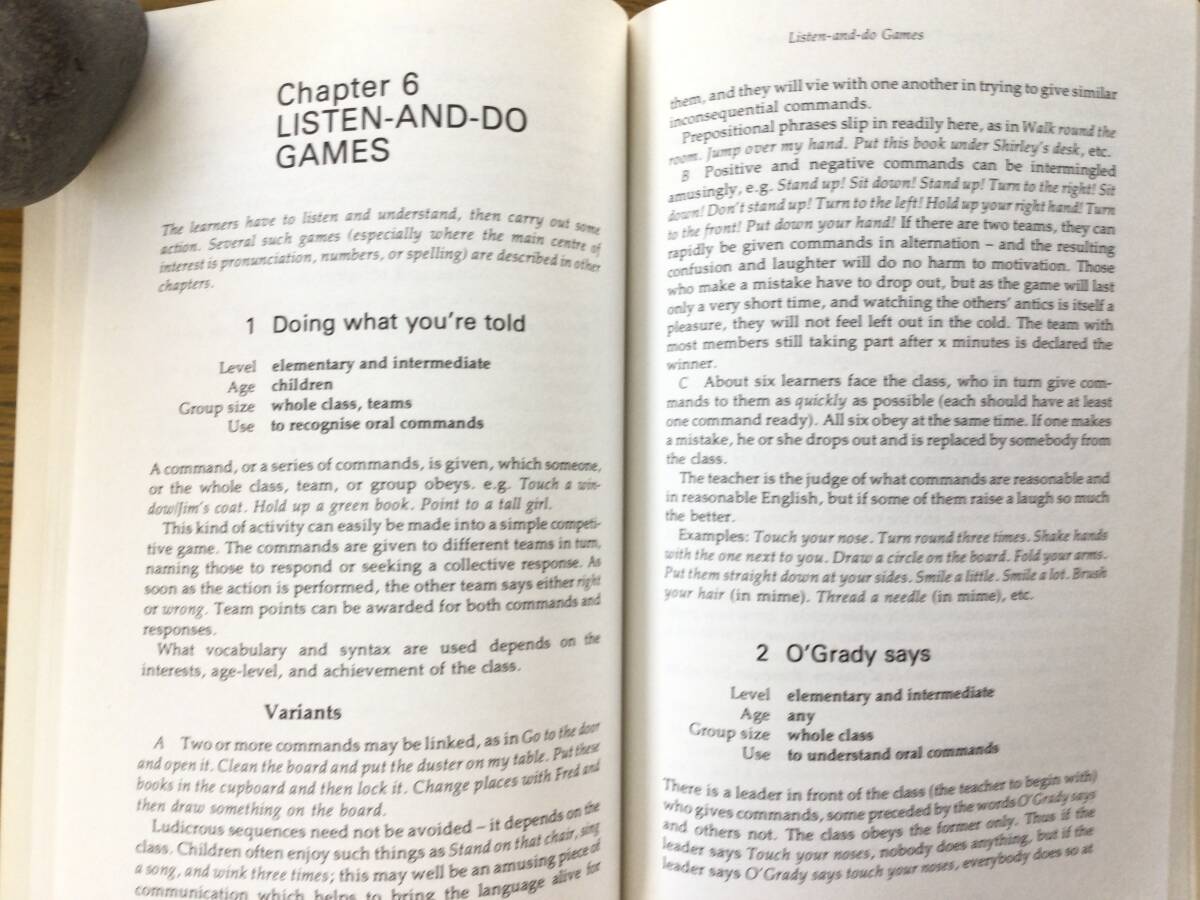 Chapter 6
LISTEN-AND-DO
GAMES
The learners have to listen and understand, then carry out some
action. Several such games (especially where the main centre of
interest is pronunciation, numbers, or spelling) are described in other
chapters.
1 Doing what you're told
Level elementary and intermediate
Age children
Group size whole class, teams
Use to recognise oral commands
A command, or a series of commands, is given, which someone,
or the whole class, team, or group obeys. e.g. Touch a win-
dow/Jim's coat. Hold up a green book. Point to a tall girl.
This kind of activity can easily be made into a simple competi-
tive game. The commands are given to different teams in turn,
naming those to respond or seeking a collective response. As
soon as the action is performed, the other team says either right
or wrong. Team points can be awarded for both commands and
responses.
What vocabulary and syntax are used depends on the
interests, age-level, and achievement of the class.
Variants
A Two or more commands may be linked, as in Go to the door
and open it. Clean the board and put the duster on my table. Put these
books in the cupboard and then lock it. Change places with Fred and
then draw something on the board.
Ludicrous sequences need not be avoided – it depends on the
class. Children often enjoy such things as Stand on that chair, sing
a song, and wink three times; this may well be an amusing piece of
communication which helps to bring the language alive for
Listen-and-do Games
them, and they will vie with one another in trying to give similar
inconsequential commands.
Prepositional phrases slip in readily here, as in Walk round the
room. Jump over my hand. Put this book under Shirley's desk, etc.
B Positive and negative commands can be intermingled
amusingly, e.g. Stand up! Sit down! Stand up! Turn to the right! Sit
down! Don't stand up! Turn to the left! Hold up your right hand! Turn
to the front! Put down your hand! If there are two teams, they can
rapidly be given commands in alternation – and the resulting
confusion and laughter will do no harm to motivation. Those
who make a mistake have to drop out, but as the game will last
only a very short time, and watching the others' antics is itself a
pleasure, they will not feel left out in the cold. The team with
most members still taking part after x minutes is declared the
winner.
C About six learners face the class, who in turn give com-
mands to them as quickly as possible (each should have at least
one command ready). All six obey at the same time. If one makes
a mistake, he or she drops out and is replaced by somebody from
the class.
The teacher is the judge of what commands are reasonable and
in reasonable English, but if some of them raise a laugh so much
the better.
Examples: Touch your nose. Turn round three times. Shake hands
with the one next to you. Draw a circle on the board. Fold your arms.
Put them straight down at your sides. Smile a little. Smile a lot. Brush
your hair (in mime). Thread a needle (in mime), etc.
2 O'Grady says
Level elementary and intermediate
Age any
Group size whole class
Use to understand oral commands
There is a leader in front of the class (the teacher to begin with)
who gives commands, some preceded by the words O'Grady says
and others not. The class obeys the former only. Thus if the
leader says Touch your noses, nobody does anything, but if the
leader says O'Grady says touch your noses, everybody does so at